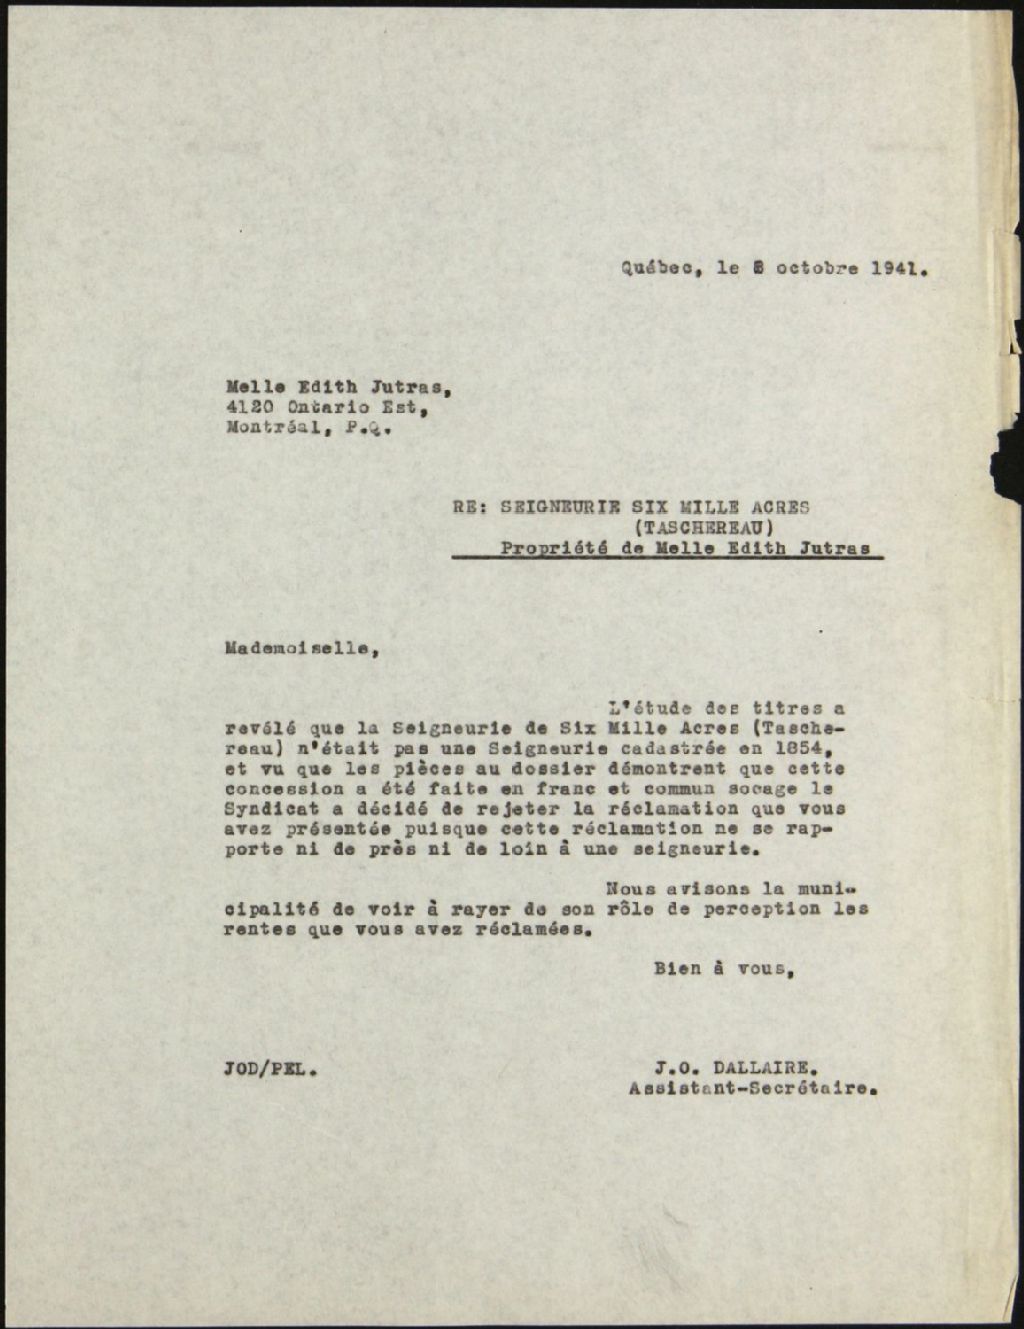 Québec, le octobre 1941.
Melle Edith Jutras,
4120 Ontario Est,
Montréal, P.Q.
RE: SEIGNEURIE SIX MILLE ACRES
(TASCHEREAU)
Propriété de Melle Edith Jutras
Mademoiselle,
L'étude des titres a
revélé que la Seigneurie de Six Mille Acres (Tasche-
reau) n'était pas une Seigneurie cadastrée en 1854,
et vu que les pièces au dossier démontrent que cette
concession a été faite en franc et commun socage le
Syndicat a décidé de rejeter la réclamation que vous
avez présentée puisque cette réclamation ne se rap-
porte ni de près ni de loin à une seigneurie.
Nous avisons la muni-
cipalité de voir à rayer de son rôle de perception les
rentes que vous avez réclamées.
Bien à vous,
JOD/PEL.
J.O. DALLAIRE.
Assistant-Secrétaire.